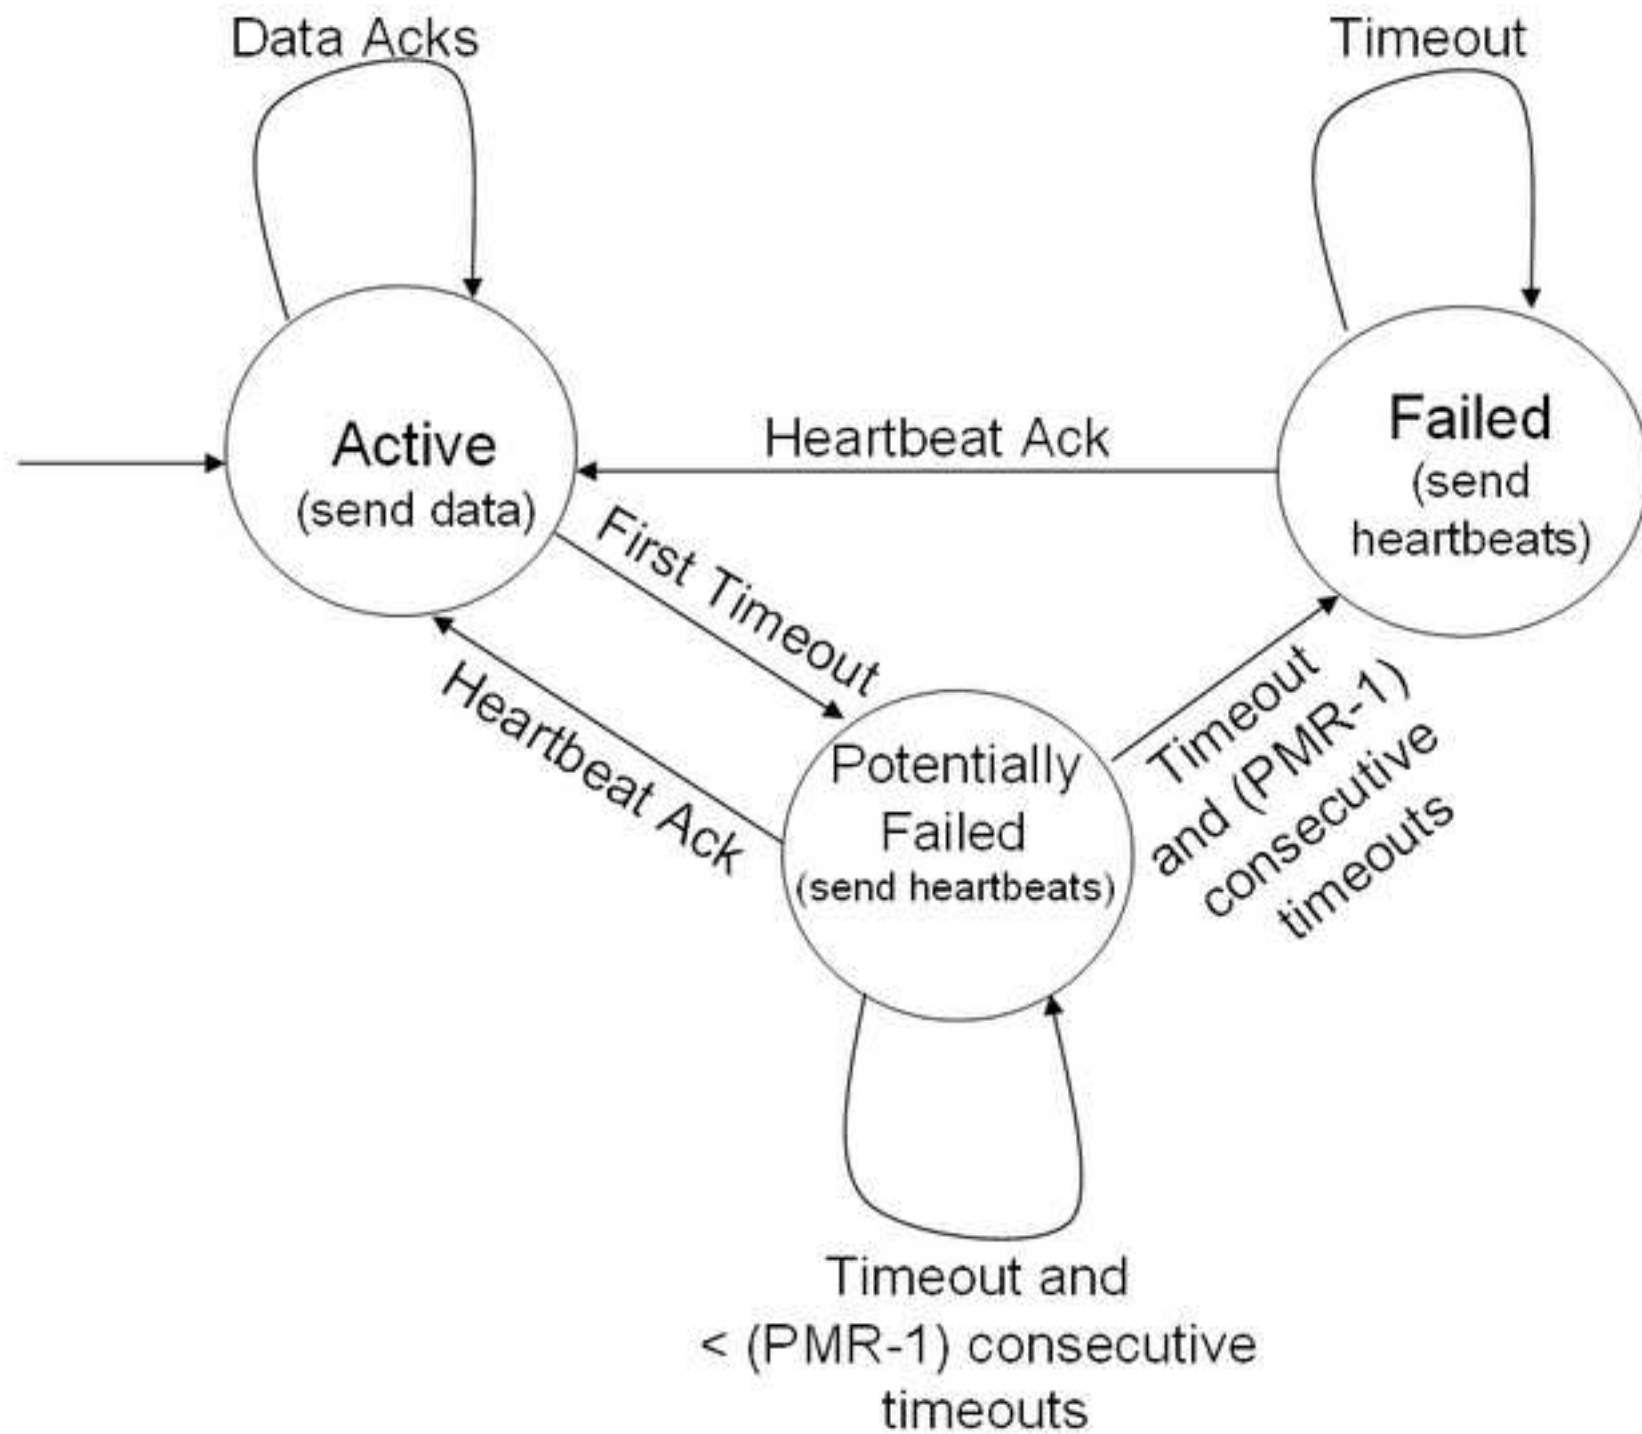 Data Acks
Timeout
Active
(send data)
Heartbeat Ack
Failed
(send
heartbeats)
First Timeout
Heartbeat Ack
Potentially
Failed
(send heartbeats)
Timeout
and (PMR-1)
consecutive
timeouts
Timeout and
< (PMR-1) consecutive
timeouts